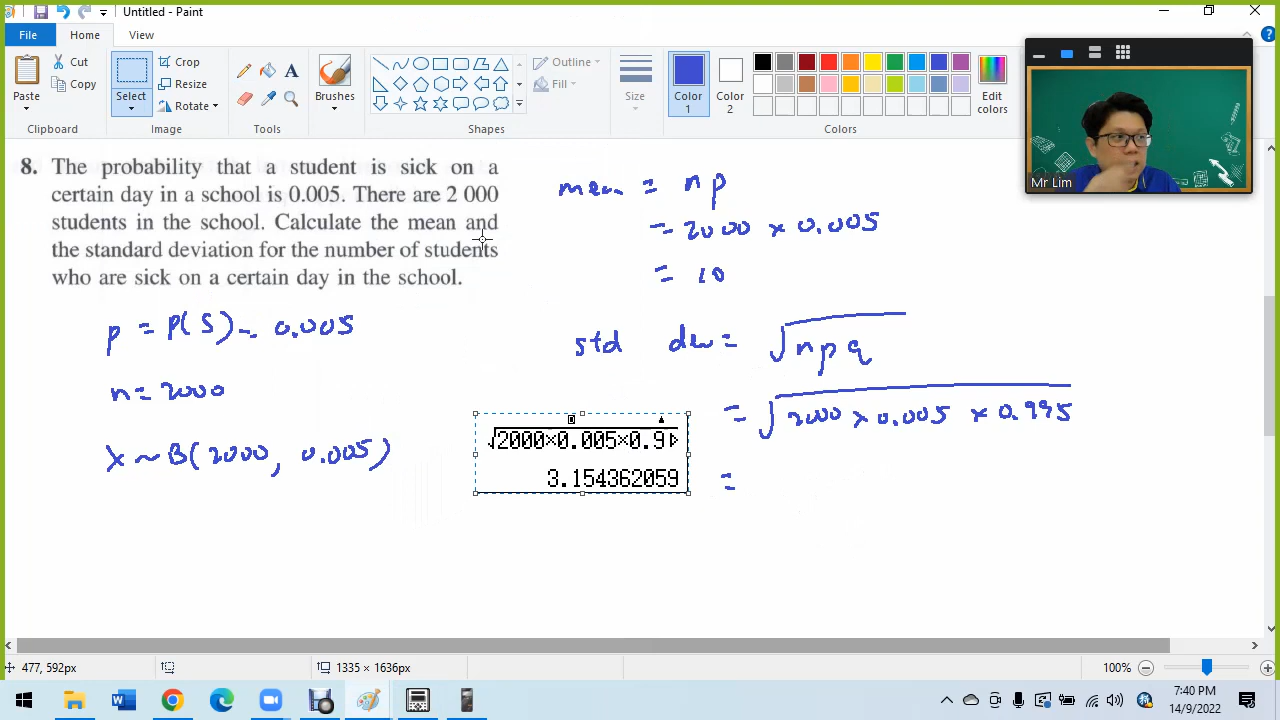 Untitled - Paint
File Home View
Paste
Cut
Copy
Clipboard
Select
Crop
Resize
Rotate
Image
Tools
Brushes
Shapes
Outline
Fill
Size
Color 1
Color 2
Edit colors
Colors
Mr Lim
8. The probability that a student is sick on a
certain day in a school is 0.005. There are 2 000
students in the school. Calculate the mean and
the standard deviation for the number of students
who are sick on a certain day in the school.
p = P(S) = 0.005
n = 2000
X ~ B(2000, 0.005)
mean = np
= 2000 × 0.005
= 10
std dev = √npq
= √2000 × 0.005 × 0.995
√2000×0.005×0.9
3.154362059
=
477, 592px
1335 × 1636px
100%
7:40 PM
14/9/2022